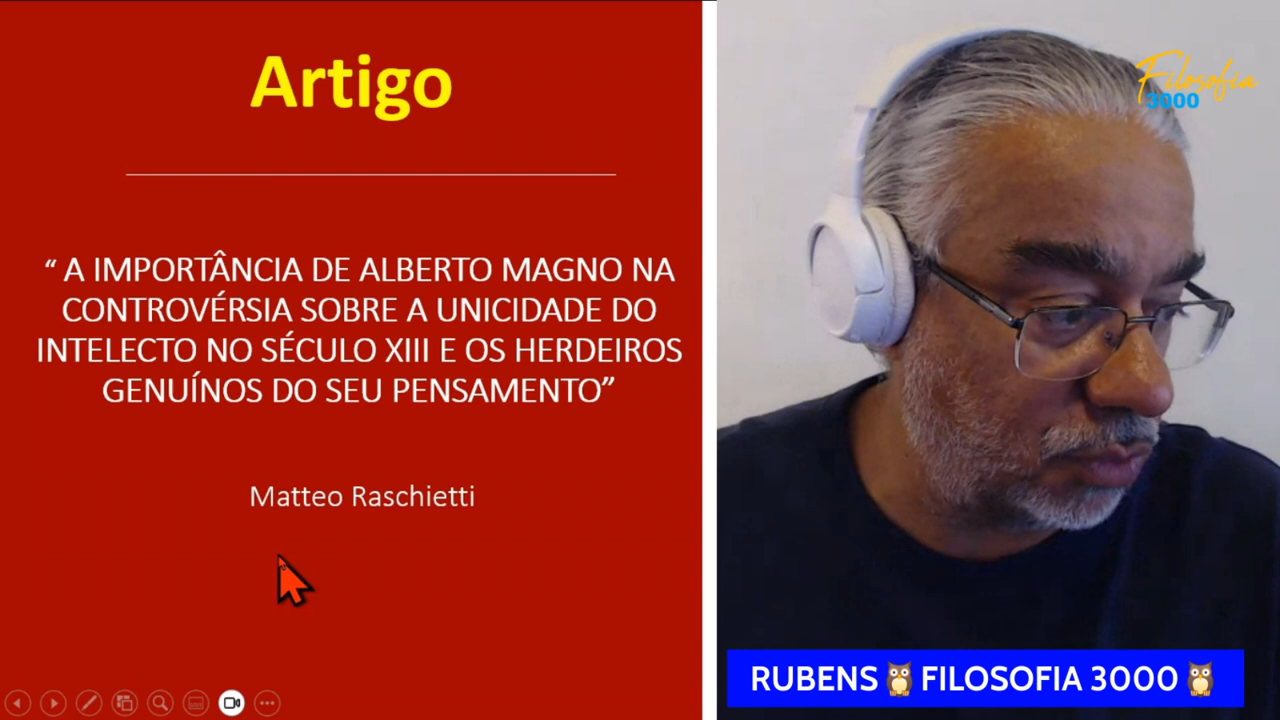 Artigo
“ A IMPORTÂNCIA DE ALBERTO MAGNO NA
CONTROVÉRSIA SOBRE A UNICIDADE DO
INTELECTO NO SÉCULO XIII E OS HERDEIROS
GENUÍNOS DO SEU PENSAMENTO”
Matteo Raschietti
Filosofia
3000
RUBENS🦉FILOSOFIA 3000🦉